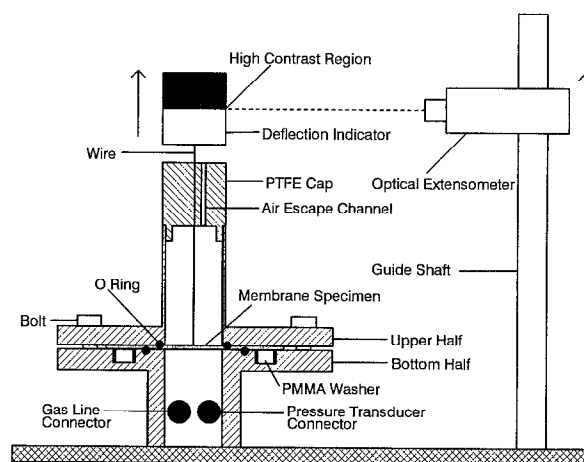 High Contrast Region
Deflection Indicator
Wire
Optical Extensometer
PTFE Cap
Air Escape Channel
Guide Shaft
O Ring
Membrane Specimen
Bolt
Upper Half
Bottom Half
PMMA Washer
Gas Line
Connector
Pressure Transducer
Connector